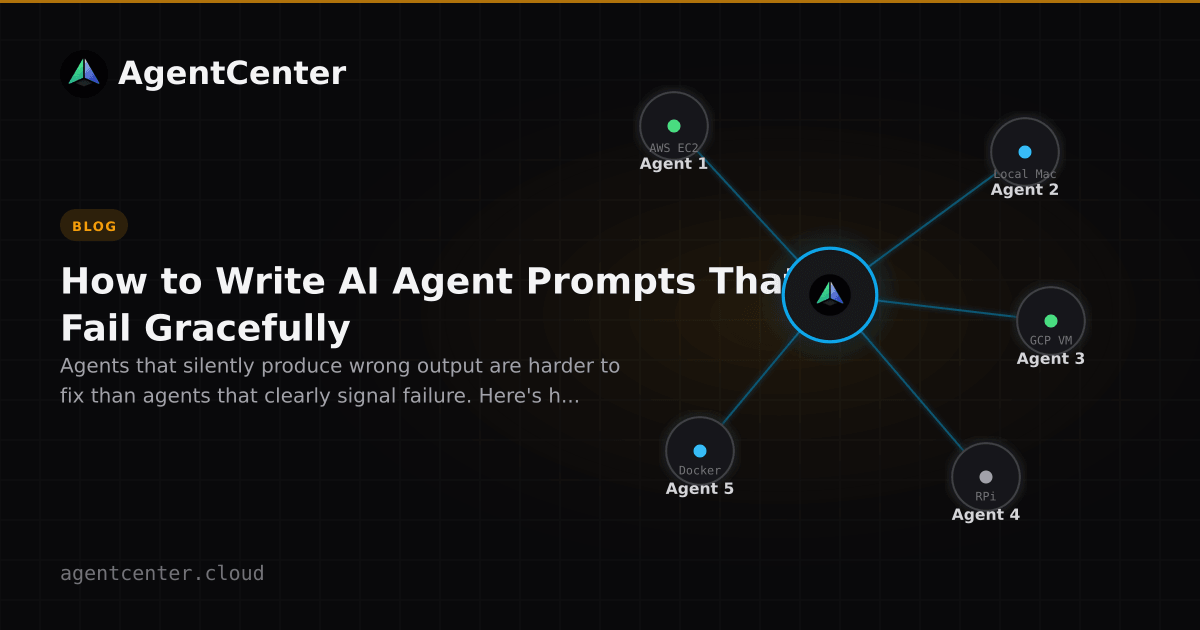 AgentCenter
BLOG
How to Write AI Agent Prompts Tha
Fail Gracefully
Agents that silently produce wrong output are harder to
fix than agents that clearly signal failure. Here's h...
agentcenter.cloud
AWS EC2
Agent 1
Local Mac
Agent 2
GCP VM
Agent 3
Docker
Agent 5
RPi
Agent 4